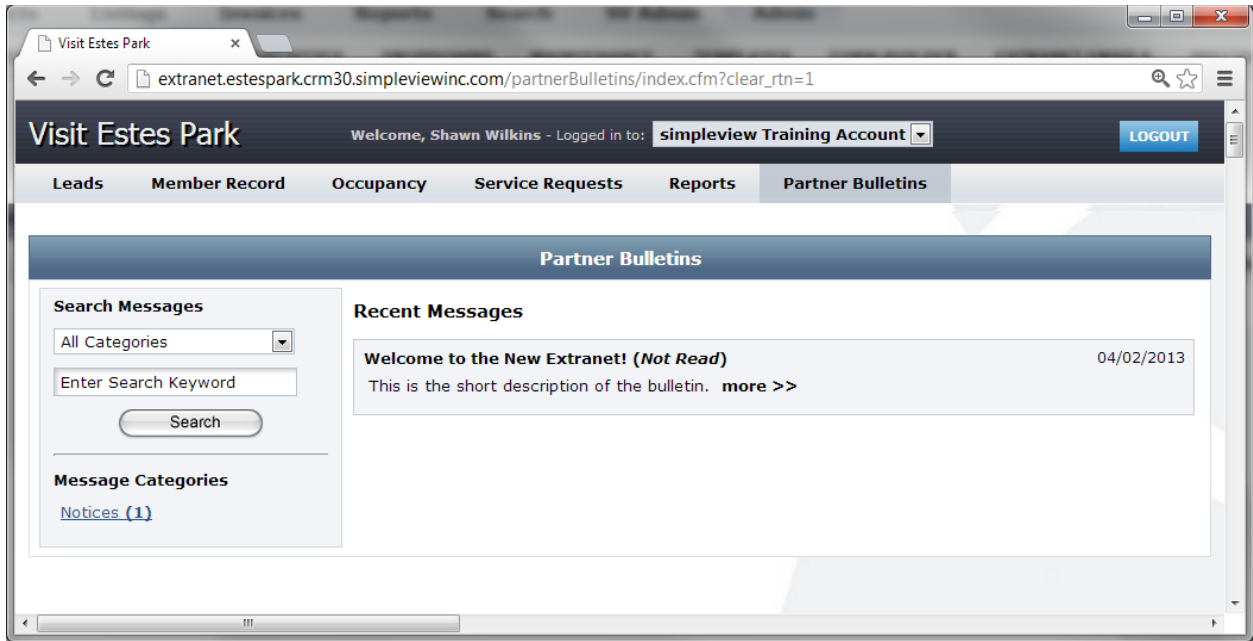 Visit Estes Park
extranet.estespark.crm30.simpleviewinc.com/partnerBulletins/index.cfm?clear_rtn=1
Visit Estes Park Welcome, Shawn Wilkins - Logged in to: simpleview Training Account LOGOUT
Leads Member Record Occupancy Service Requests Reports Partner Bulletins
Partner Bulletins
Search Messages
All Categories
Enter Search Keyword
Search
Message Categories
Notices (1)
Recent Messages
Welcome to the New Extranet! (Not Read) 04/02/2013
This is the short description of the bulletin. more >>